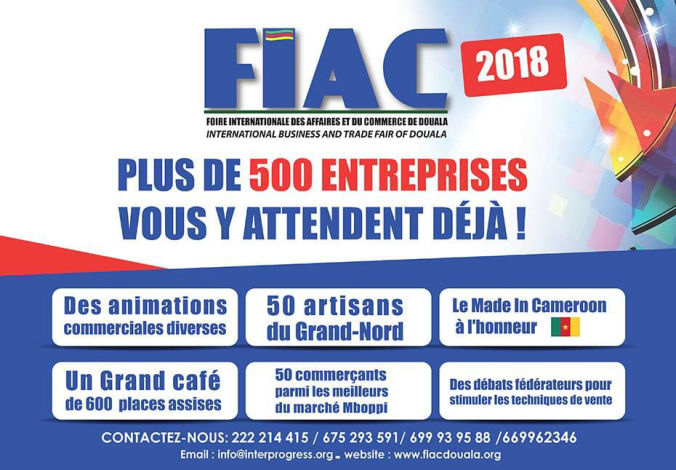 FIAC
2018
FOIRE INTERNATIONALE DES AFFAIRES ET DU COMMERCE DE DOUALA
INTERNATIONAL BUSINESS AND TRADE FAIR OF DOUALA
PLUS DE 500 ENTREPRISES
VOUS Y ATTENDENT DÉJÀ !
Des animations
commerciales diverses
50 artisans
du Grand-Nord
Le Made In Cameroon
à l'honneur
Un Grand café
de 600 places assises
50 commerçants
parmi les meilleurs
du marché Mboppi
Des débats fédérateurs pour
stimuler les techniques de vente
CONTACTEZ-NOUS: 222 214 415 / 675 293 591/ 699 93 95 88 /669962346
Email : info@interprogress.org - website : www.fiacdouala.org